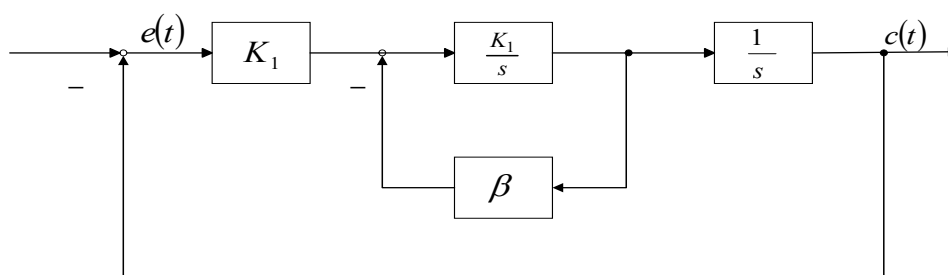 e(t)
K₁
K₁/s
1/s
c(t)
−
−
β